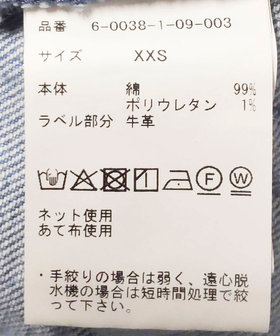 品番 6-0038-1-09-003
サイズ XXS
本体 綿 99%
ポリウレタン 1%
ラベル部分 牛革
F W
ネット使用
あて布使用
・手絞りの場合は弱く、遠心脱
水機の場合は短時間処理で絞
って下さい。